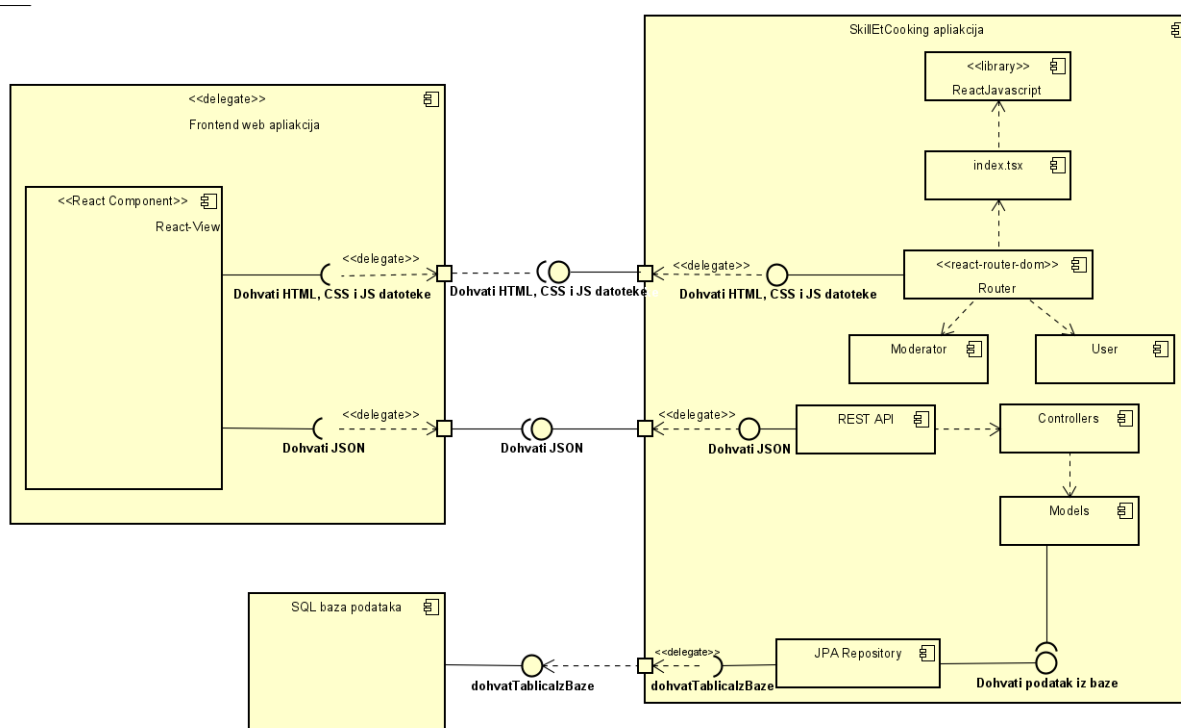 SkillEtCooking apliakcija
<<library>>
ReactJavascript
<<delegate>>
Frontend web apliakcija
index.tsx
<<React Component>>
React-View
<<delegate>>
Dohvati HTML, CSS i JS datoteke
Dohvati HTML, CSS i JS datoteke
<<delegate>>
Dohvati HTML, CSS i JS datoteke
<<react-router-dom>>
Router
Moderator
User
<<delegate>>
Dohvati JSON
Dohvati JSON
<<delegate>>
Dohvati JSON
REST API
Controllers
Models
SQL baza podataka
dohvatTablicaIzBaze
<<delegate>>
dohvatTablicaIzBaze
JPA Repository
Dohvati podatak iz baze